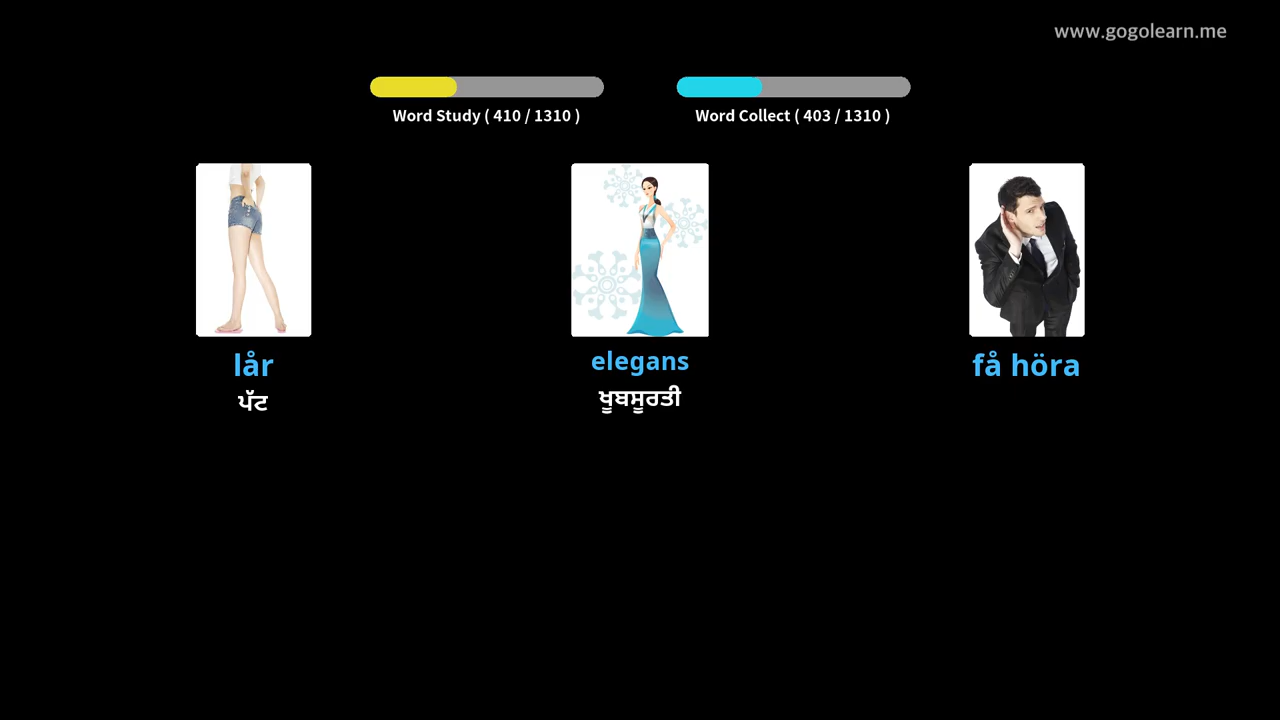 www.gogolearn.me
Word Study ( 410 / 1310 )
Word Collect ( 403 / 1310 )
lår
elegans
få höra
ਪੱਟ
ਖੂਬਸੂਰਤੀ